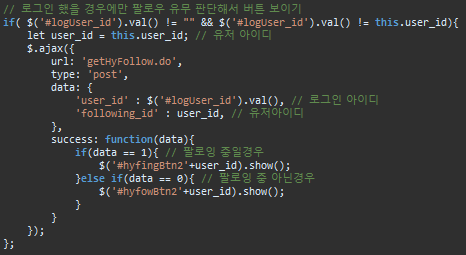 // 로그인 했을 경우에만 팔로우 유무 판단해서 버튼 보이기
if( $('#logUser_id').val() != "" && $('#logUser_id').val() != this.user_id){
    let user_id = this.user_id; // 유저 아이디
    $.ajax({
        url: 'getHyFollow.do',
        type: 'post',
        data: {
            'user_id' : $('#logUser_id').val(), // 로그인 아이디
            'following_id' : user_id, // 유저아이디
        },
        success: function(data){
            if(data == 1){ // 팔로잉 중일경우
                $('#hyfingBtn2'+user_id).show();
            }else if(data == 0){ // 팔로잉 중 아닌경우
                $('#hyfowBtn2'+user_id).show();
            }
        }
    });
};